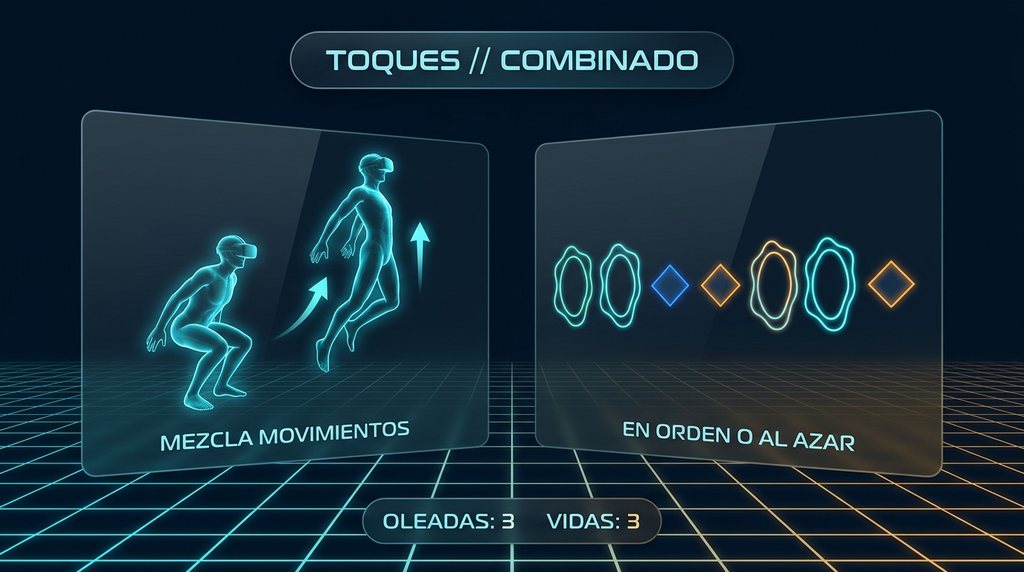 TOQUES // COMBINADO
MEZCLA MOVIMIENTOS
EN ORDEN O AL AZAR
OLEADAS: 3 VIDAS: 3